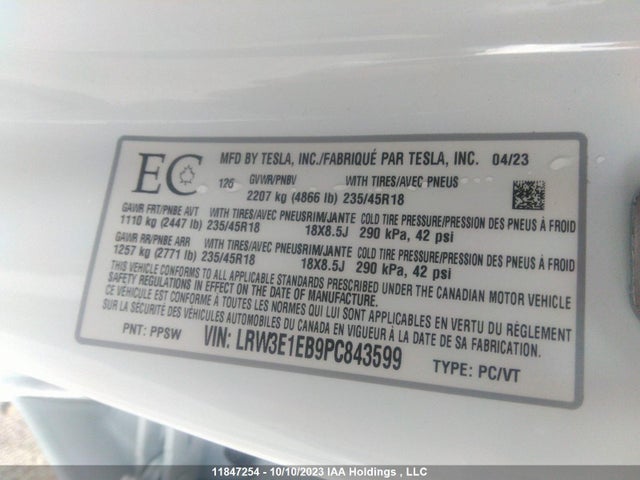 EC
MFD BY TESLA, INC./FABRIQUÉ PAR TESLA, INC. 04/23
126 GVWR/PNBV WITH TIRES/AVEC PNEUS
2207 kg (4866 lb) 235/45R18
GAWR FRT/PNBE AVT WITH TIRES/AVEC PNEUS RIM/JANTE COLD TIRE PRESSURE/PRESSION DES PNEUS À FROID
1110 kg (2447 lb) 235/45R18 18X8.5J 290 kPa, 42 psi
GAWR RR/PNBE ARR WITH TIRES/AVEC PNEUS RIM/JANTE COLD TIRE PRESSURE/PRESSION DES PNEUS À FROID
1257 kg (2771 lb) 235/45R18 18X8.5J 290 kPa, 42 psi
THIS VEHICLE CONFORMS TO ALL APPLICABLE STANDARDS PRESCRIBED UNDER THE CANADIAN MOTOR VEHICLE
SAFETY REGULATIONS IN EFFECT ON THE DATE OF MANUFACTURE.
CE VÉHICULE EST CONFORME À TOUTES LES NORMES QUI LUI SONT APPLICABLES EN VERTU DU RÈGLEMENT
SUR LA SÉCURITÉ DES VÉHICULES AUTOMOBILES DU CANADA EN VIGUEUR À LA DATE DE SA FABRICATION.
PNT: PPSW VIN: LRW3E1EB9PC843599 TYPE: PC/VT
11847254 - 10/10/2023 IAA Holdings , LLC